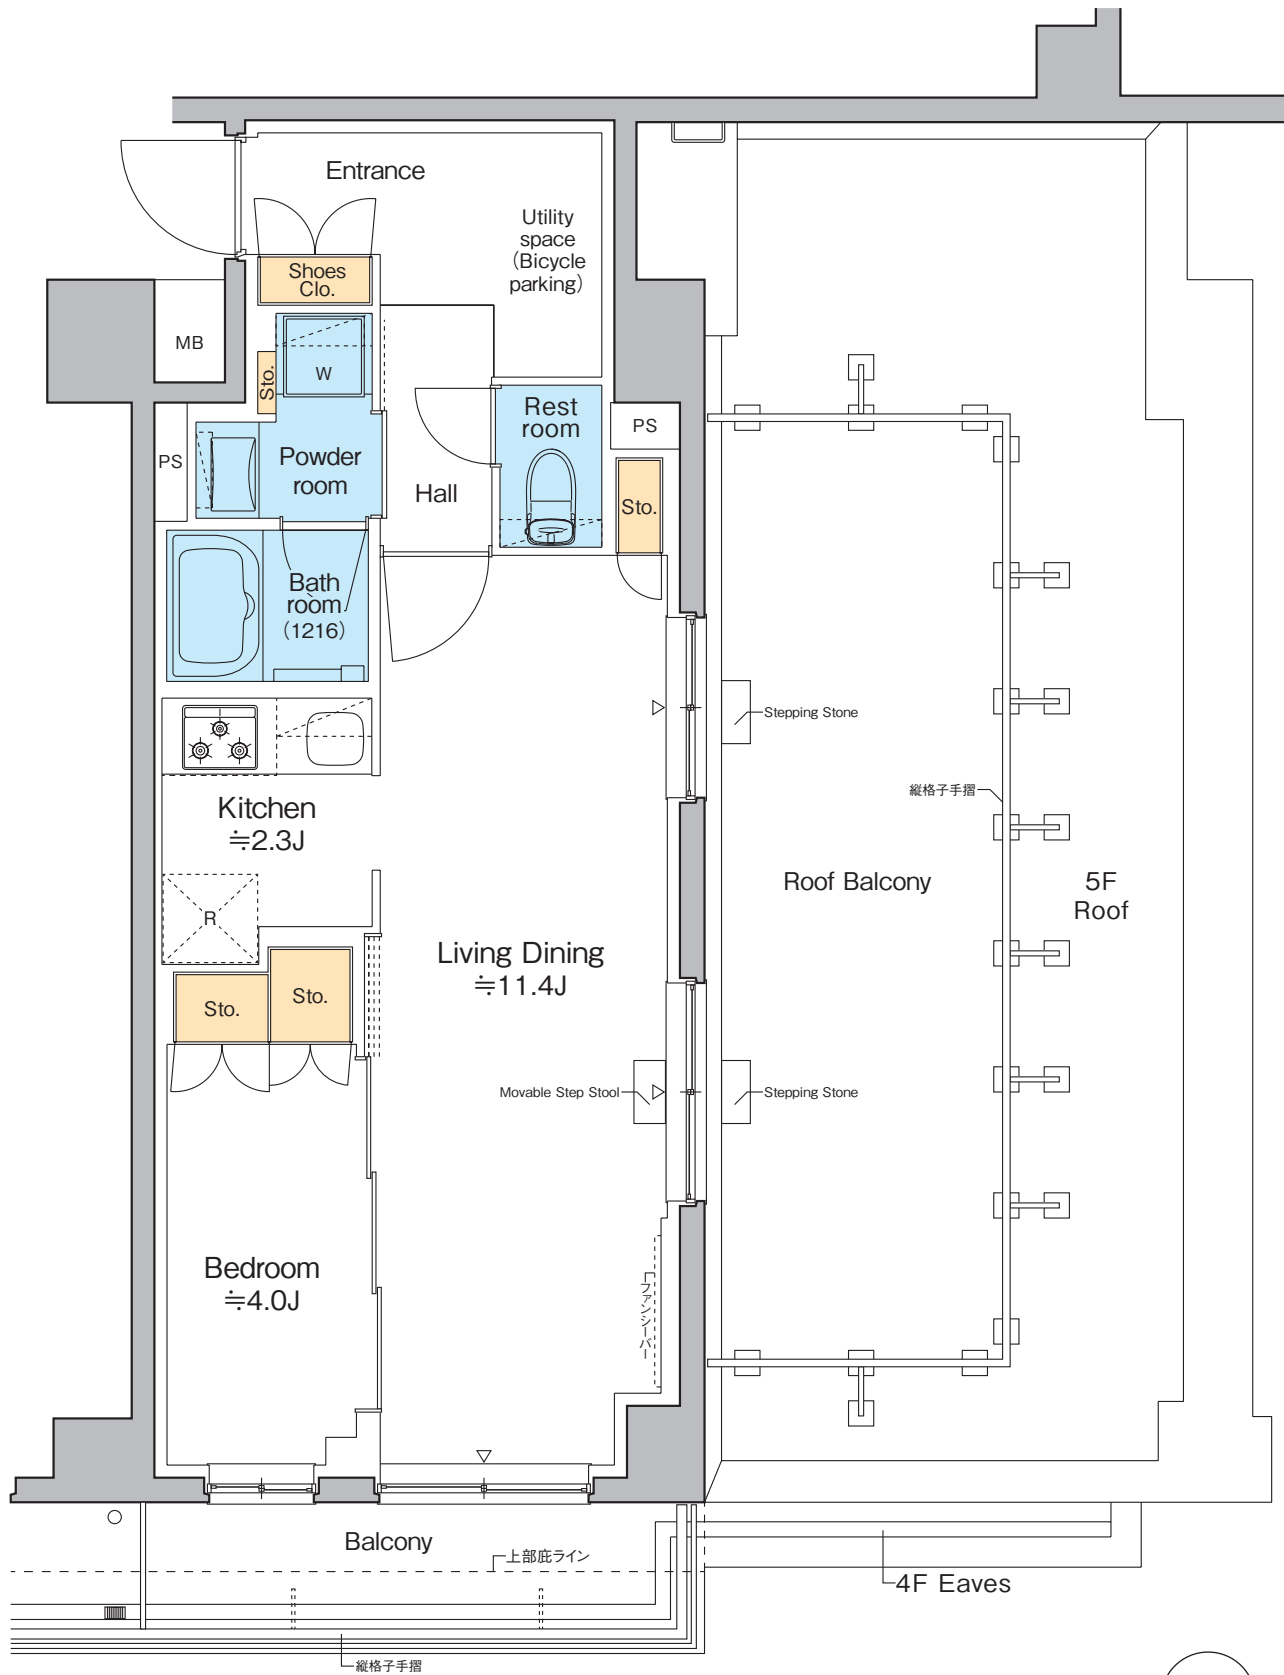 Entrance
Utility
space
(Bicycle
parking)
Shoes
Clo.
MB
W
Sto.
Rest
room
PS
PS
Powder
room
Hall
Sto.
Bath
room
(1216)
Stepping Stone
縦格子手摺
Kitchen
≒2.3J
Roof Balcony
5F
Roof
R
Living Dining
≒11.4J
Sto.
Sto.
Movable Step Stool
Stepping Stone
Bedroom
≒4.0J
ファンシーバー
Balcony
上部庇ライン
4F Eaves
縦格子手摺